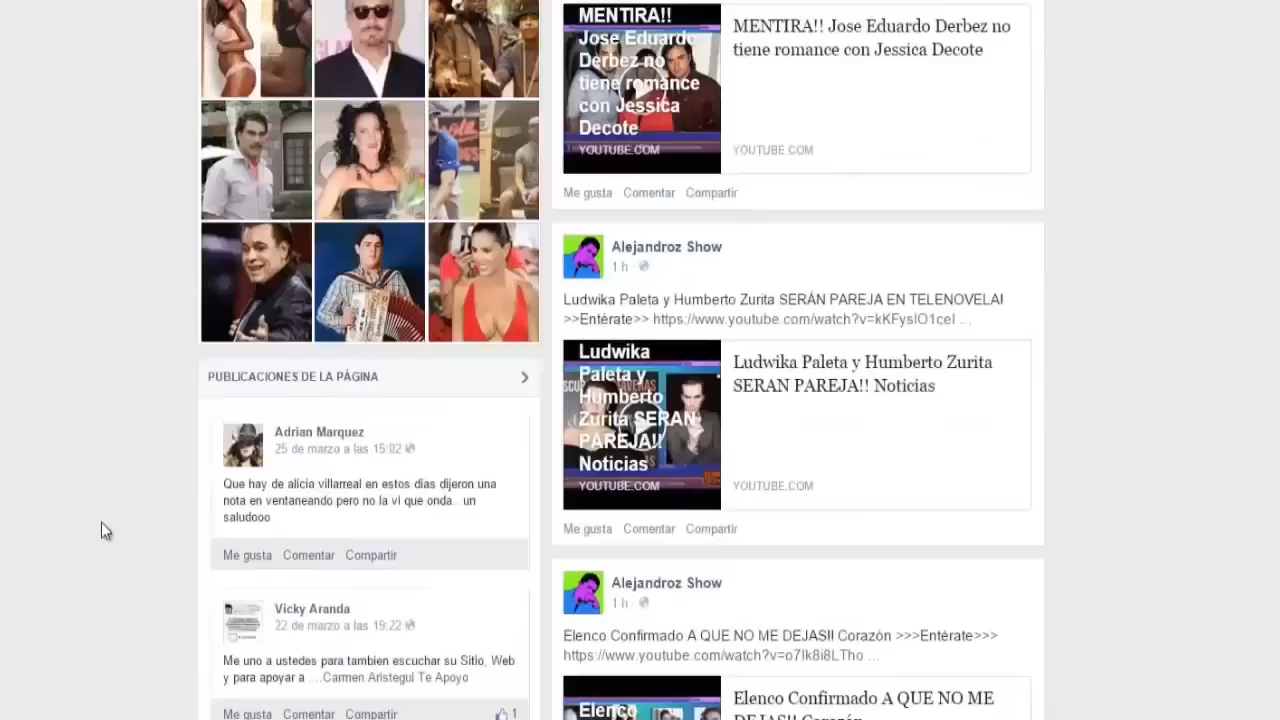 PUBLICACIONES DE LA PÁGINA
Adrian Marquez
25 de marzo a las 15:02
Que hay de alicia villarreal en estos dias dijeron una
nota en ventaneando pero no la vi que onda.. un
saludooo
Me gusta Comentar Compartir
Vicky Aranda
22 de marzo a las 19:22
Me uno a ustedes para tambien escuchar su Sitio, Web
y para apoyar a ....Carmen Aristegui Te Apoyo
Me gusta Comentar Compartir 1
MENTIRA!!
Jose Eduardo
Derbez no
tiene romance
con Jessica
Decote
YOUTUBE.COM
MENTIRA!! Jose Eduardo Derbez no
tiene romance con Jessica Decote
YOUTUBE.COM
Me gusta Comentar Compartir
Alejandroz Show
1 h
Ludwika Paleta y Humberto Zurita SERÁN PAREJA EN TELENOVELA!
>>Entérate>> https://www.youtube.com/watch?v=kKFyslO1ceI ...
Ludwika
Paleta y
Humberto
Zurita SERAN
PAREJA!!
Noticias
YOUTUBE.COM
Ludwika Paleta y Humberto Zurita
SERAN PAREJA!! Noticias
YOUTUBE.COM
Me gusta Comentar Compartir
Alejandroz Show
1 h
Elenco Confirmado A QUE NO ME DEJAS!! Corazón >>>Entérate>>>
https://www.youtube.com/watch?v=o7lk8i8LTho ...
Elenco
Elenco Confirmado A QUE NO ME
DEJAS!! Corazón